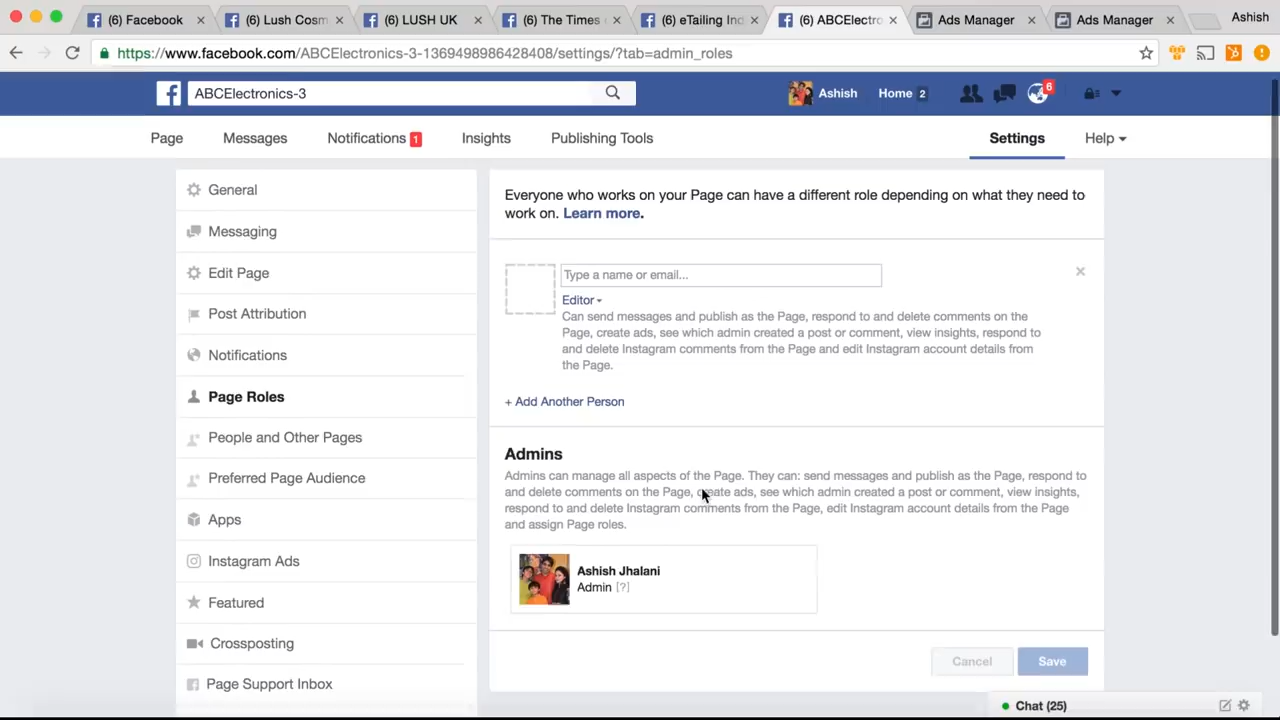 (6) Facebook
(6) Lush Cosm
(6) LUSH UK
(6) The Times
(6) eTailing Ind
(6) ABCElectro
Ads Manager
Ads Manager
Ashish
https://www.facebook.com/ABCElectronics-3-1369498986428408/settings/?tab=admin_roles
ABCElectronics-3
Ashish
Home 2
6
Page
Messages
Notifications 1
Insights
Publishing Tools
Settings
Help
General
Messaging
Edit Page
Post Attribution
Notifications
Page Roles
People and Other Pages
Preferred Page Audience
Apps
Instagram Ads
Featured
Crossposting
Page Support Inbox
Everyone who works on your Page can have a different role depending on what they need to
work on. Learn more.
Type a name or email...
Editor
Can send messages and publish as the Page, respond to and delete comments on the
Page, create ads, see which admin created a post or comment, view insights, respond to
and delete Instagram comments from the Page and edit Instagram account details from
the Page.
+ Add Another Person
Admins
Admins can manage all aspects of the Page. They can: send messages and publish as the Page, respond to
and delete comments on the Page, create ads, see which admin created a post or comment, view insights,
respond to and delete Instagram comments from the Page, edit Instagram account details from the Page
and assign Page roles.
Ashish Jhalani
Admin [?]
Cancel
Save
Chat (25)